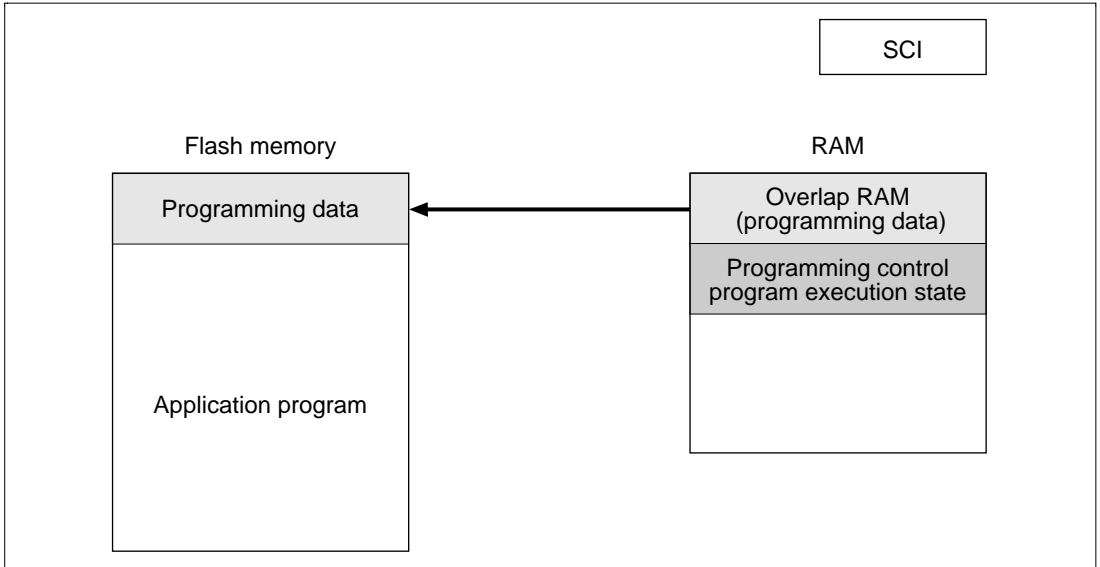 SCI
Flash memory
RAM
Programming data
Overlap RAM
(programming data)
Programming control
program execution state
Application program